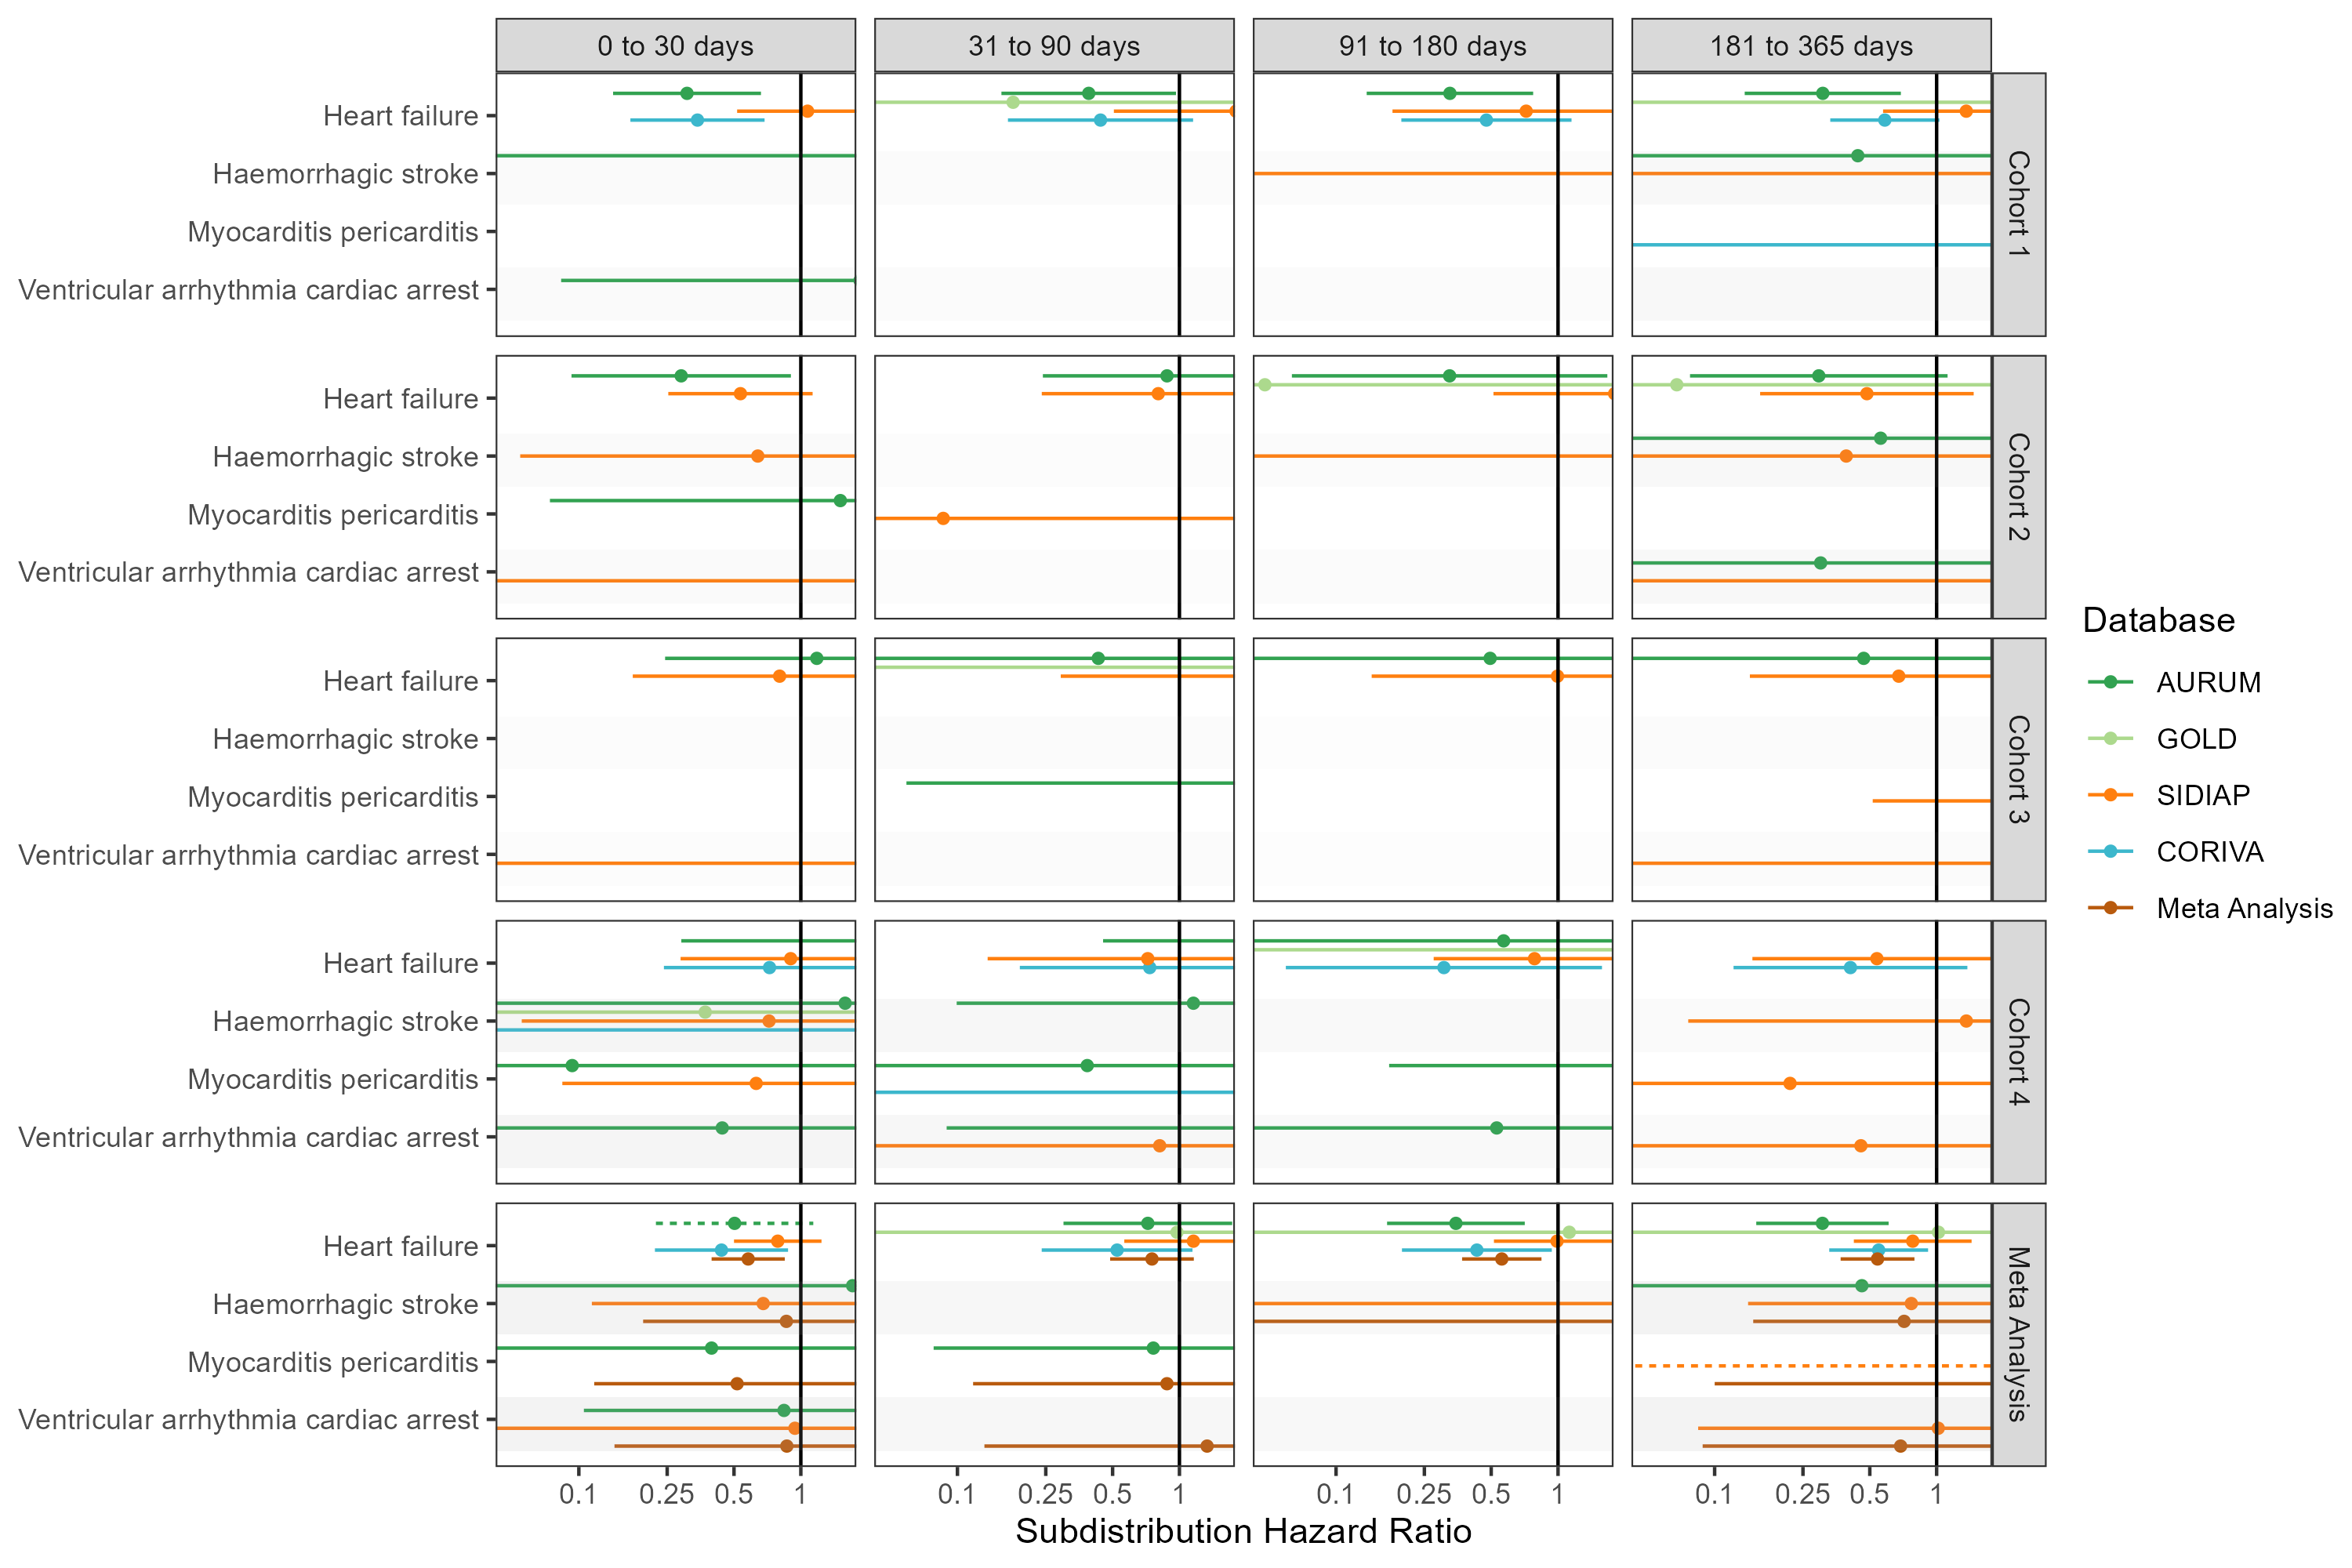 0 to 30 days
31 to 90 days
91 to 180 days
181 to 365 days
Heart failure
Haemorrhagic stroke
Myocarditis pericarditis
Ventricular arrhythmia cardiac arrest
Cohort 1
Heart failure
Haemorrhagic stroke
Myocarditis pericarditis
Ventricular arrhythmia cardiac arrest
Cohort 2
Heart failure
Haemorrhagic stroke
Myocarditis pericarditis
Ventricular arrhythmia cardiac arrest
Cohort 3
Heart failure
Haemorrhagic stroke
Myocarditis pericarditis
Ventricular arrhythmia cardiac arrest
Cohort 4
Heart failure
Haemorrhagic stroke
Myocarditis pericarditis
Ventricular arrhythmia cardiac arrest
Meta Analysis
0.1 0.25 0.5 1
0.1 0.25 0.5 1
0.1 0.25 0.5 1
0.1 0.25 0.5 1
Subdistribution Hazard Ratio
Database
AURUM
GOLD
SIDIAP
CORIVA
Meta Analysis